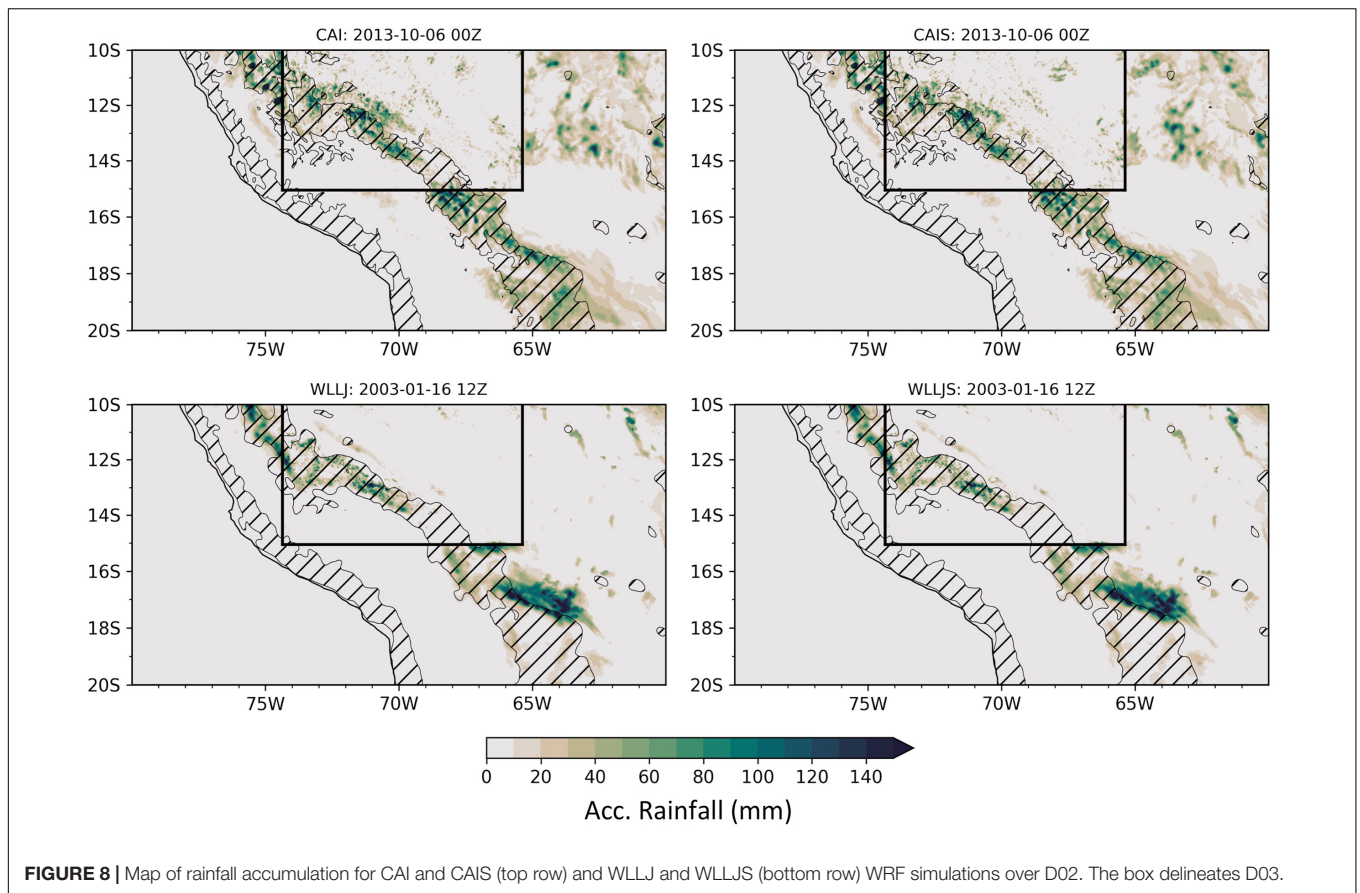 CAI: 2013-10-06 00Z
CAIS: 2013-10-06 00Z
10S
12S
14S
16S
18S
20S
75W
70W
65W
10S
12S
14S
16S
18S
20S
75W
70W
65W
WLLJ: 2003-01-16 12Z
WLLJS: 2003-01-16 12Z
10S
12S
14S
16S
18S
20S
75W
70W
65W
10S
12S
14S
16S
18S
20S
75W
70W
65W
0 20 40 60 80 100 120 140
Acc. Rainfall (mm)
FIGURE 8 | Map of rainfall accumulation for CAI and CAIS (top row) and WLLJ and WLLJS (bottom row) WRF simulations over D02. The box delineates D03.